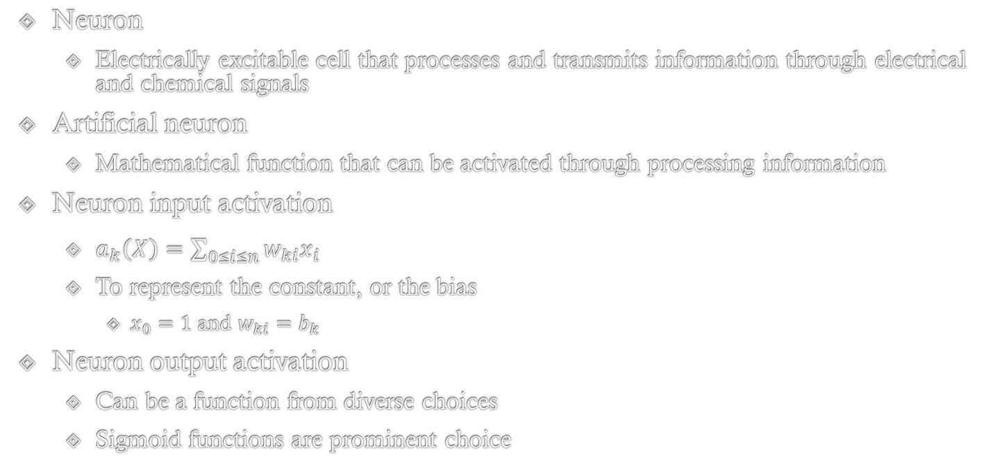 Neuron
Electrically excitable cell that processes and transmits information through electrical
and chemical signals
Artificial neuron
Mathematical function that can be activated through processing information
Neuron input activation
a_k(X) = ∑_{0≤i≤n} w_{ki}x_i
To represent the constant, or the bias
x_0 = 1 and w_{ki} = b_k
Neuron output activation
Can be a function from diverse choices
Sigmoid functions are prominent choice